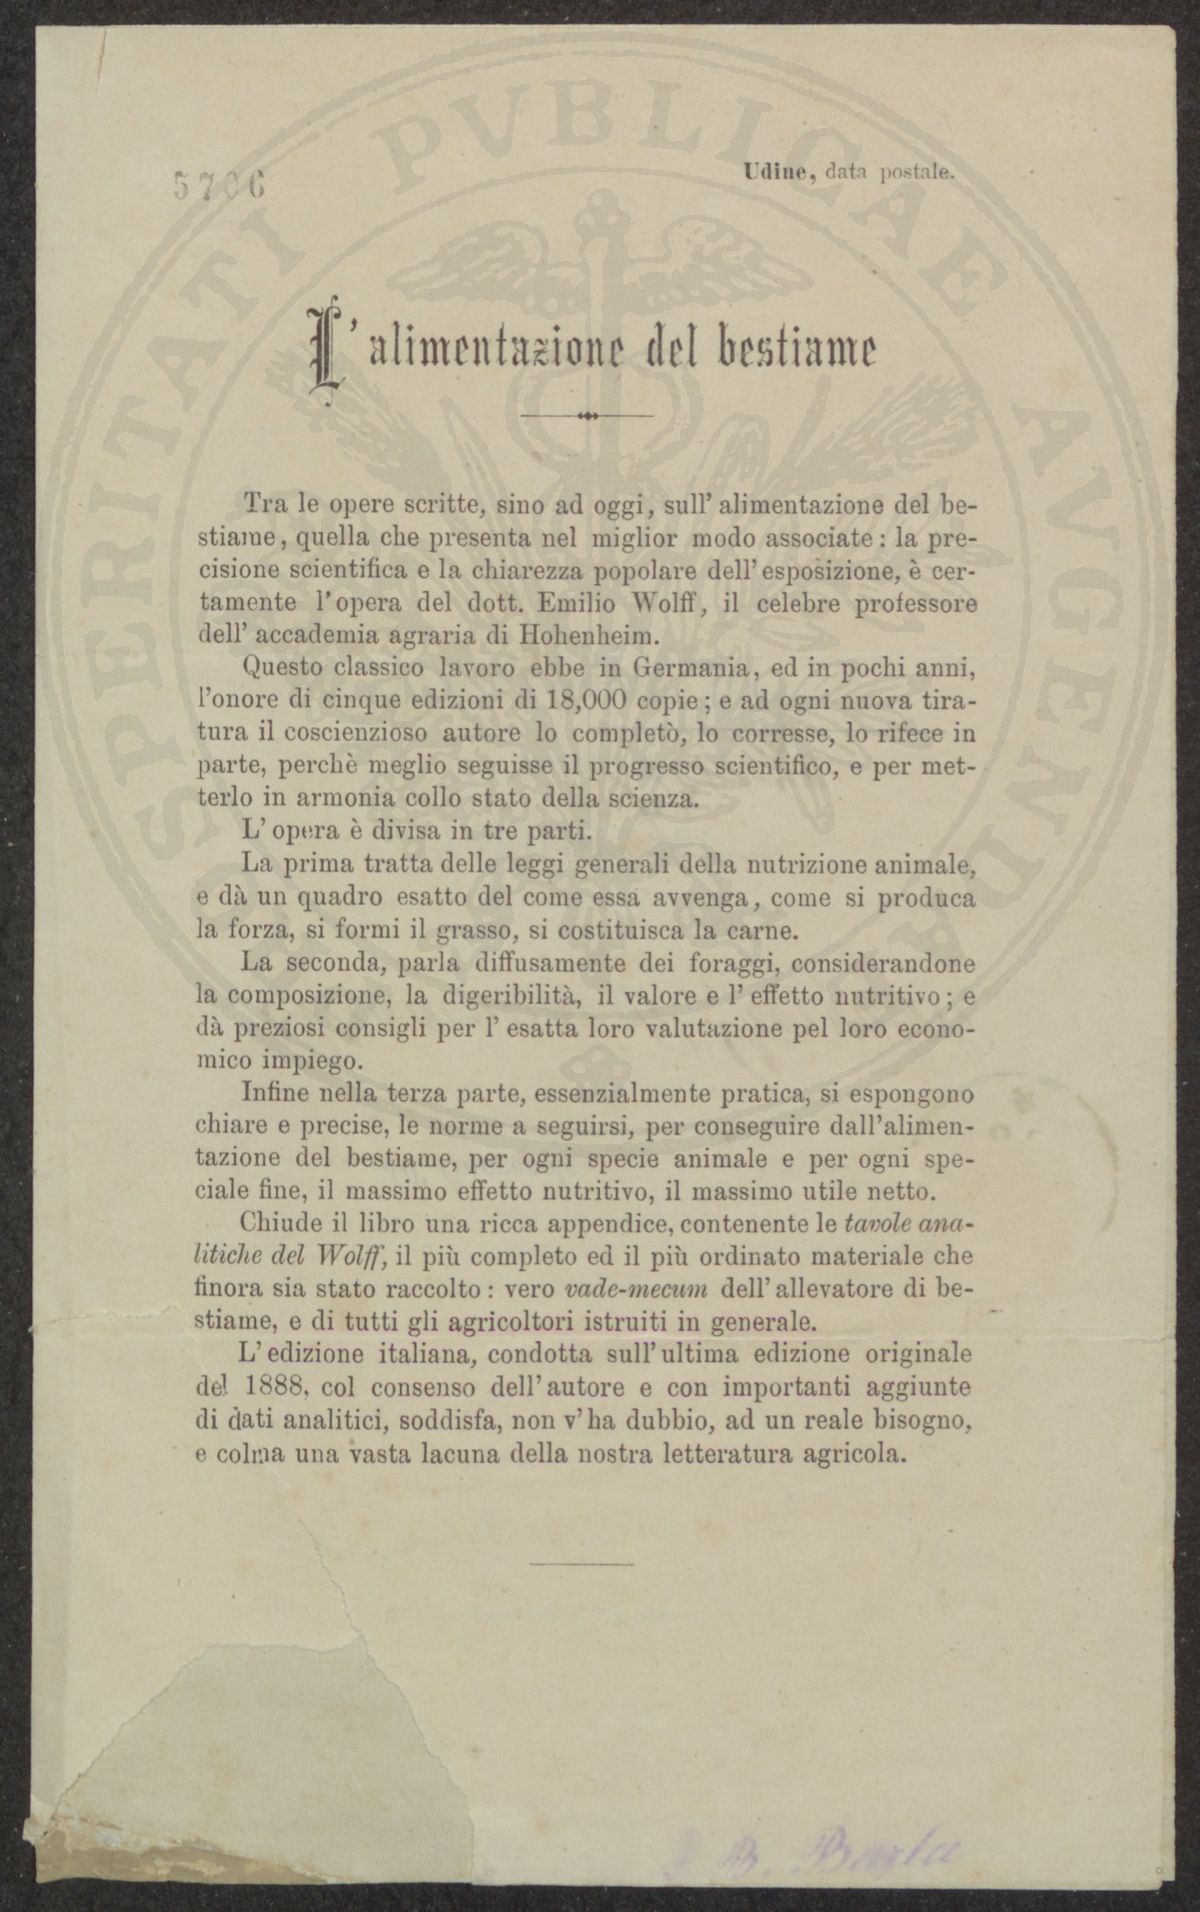 SPERITATI PVBLICAE AVGENDA
5706
Udine, data postale.
L'alimentazione del bestiame
Tra le opere scritte, sino ad oggi, sull' alimentazione del be-
stiame, quella che presenta nel miglior modo associate: la pre-
cisione scientifica e la chiarezza popolare dell' esposizione, è cer-
tamente l'opera del dott. Emilio Wolff, il celebre professore
dell' accademia agraria di Hohenheim.
Questo classico lavoro ebbe in Germania, ed in pochi anni,
l'onore di cinque edizioni di 18,000 copie; e ad ogni nuova tira-
tura il coscienzioso autore lo completò, lo corresse, lo rifece in
parte, perchè meglio seguisse il progresso scientifico, e per met-
terlo in armonia collo stato della scienza.
L' opera è divisa in tre parti.
La prima tratta delle leggi generali della nutrizione animale,
e dà un quadro esatto del come essa avvenga, come si produca
la forza, si formi il grasso, si costituisca la carne.
La seconda, parla diffusamente dei foraggi, considerandone
la composizione, la digeribilità, il valore e l' effetto nutritivo; e
dà preziosi consigli per l' esatta loro valutazione pel loro econo-
mico impiego.
Infine nella terza parte, essenzialmente pratica, si espongono
chiare e precise, le norme a seguirsi, per conseguire dall'alimen-
tazione del bestiame, per ogni specie animale e per ogni spe-
ciale fine, il massimo effetto nutritivo, il massimo utile netto.
Chiude il libro una ricca appendice, contenente le tavole ana-
litiche del Wolff, il più completo ed il più ordinato materiale che
finora sia stato raccolto: vero vade-mecum dell' allevatore di be-
stiame, e di tutti gli agricoltori istruiti in generale.
L' edizione italiana, condotta sull' ultima edizione originale
del 1888, col consenso dell' autore e con importanti aggiunte
di dati analitici, soddisfa, non v' ha dubbio, ad un reale bisogno,
e colma una vasta lacuna della nostra letteratura agricola.
B.